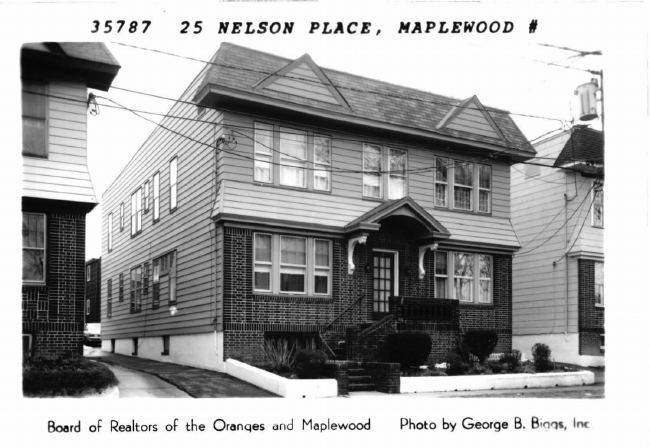 35787 25 NELSON PLACE, MAPLEWOOD #
Board of Realtors of the Oranges and Maplewood Photo by George B. Biggs, Inc.